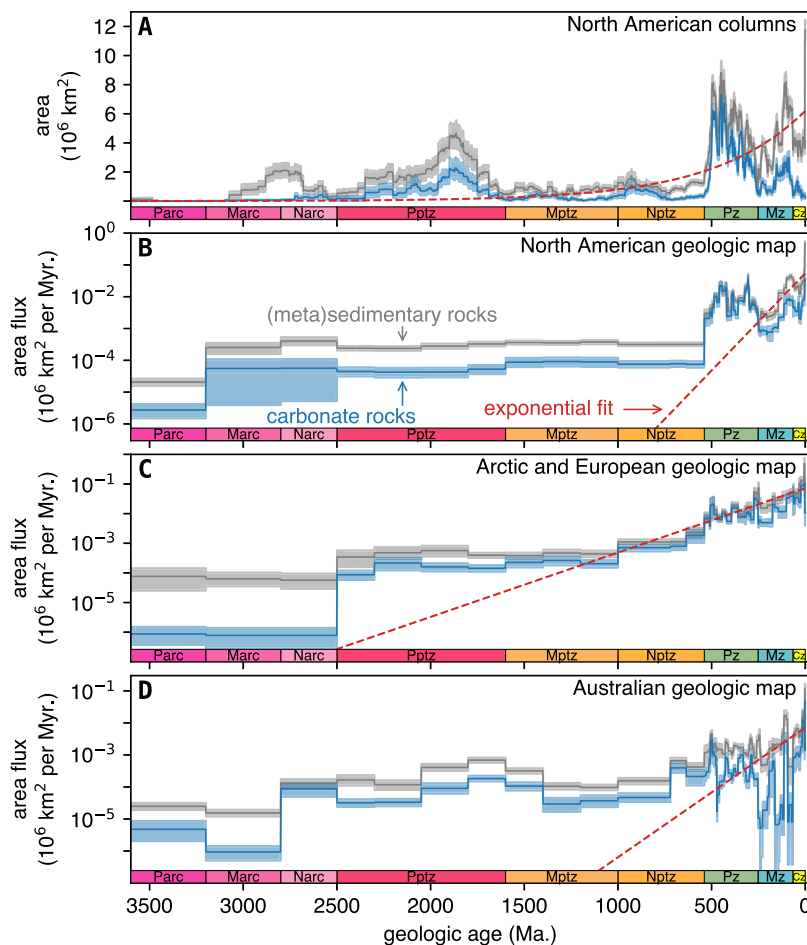 A North American columns
12
10
8
6
4
2
area
(10⁶ km²)
Parc Marc Narc Pptz Mptz Nptz Pz Mz Cz
B North American geologic map
10⁰
10⁻²
10⁻⁴
10⁻⁶
area flux
(10⁶ km² per Myr.)
(meta)sedimentary rocks
carbonate rocks
exponential fit
Parc Marc Narc Pptz Mptz Nptz Pz Mz Cz
C Arctic and European geologic map
10⁻¹
10⁻³
10⁻⁵
area flux
(10⁶ km² per Myr.)
Parc Marc Narc Pptz Mptz Nptz Pz Mz Cz
D Australian geologic map
10⁻¹
10⁻³
10⁻⁵
area flux
(10⁶ km² per Myr.)
Parc Marc Narc Pptz Mptz Nptz Pz Mz Cz
3500 3000 2500 2000 1500 1000 500 0
geologic age (Ma.)